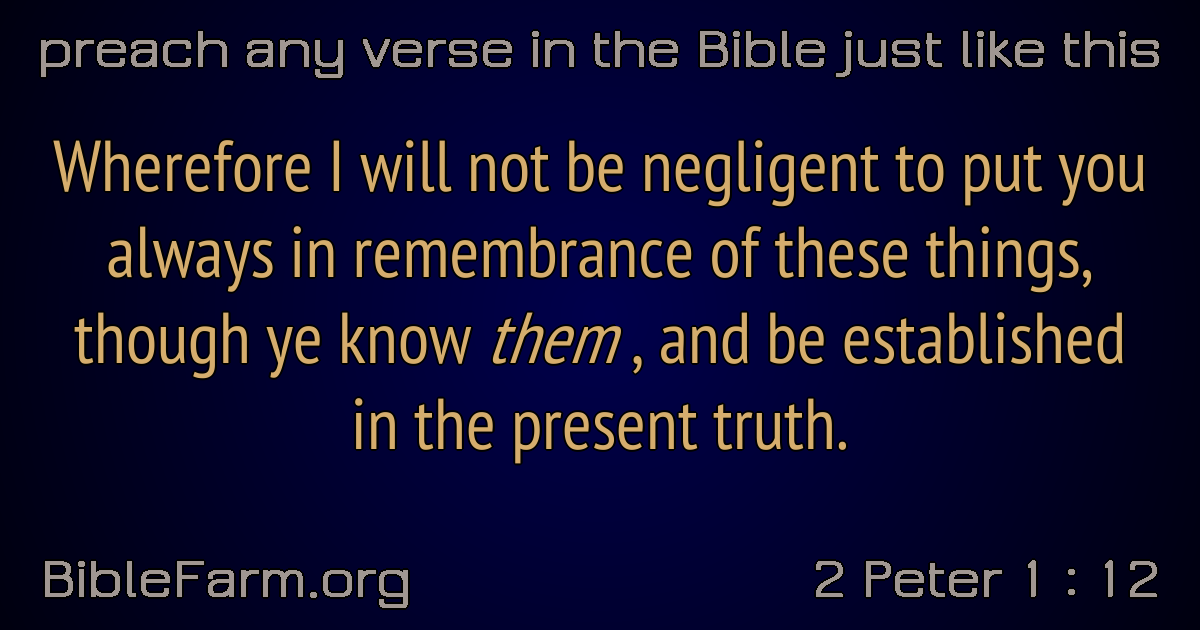 preach any verse in the Bible just like this
Wherefore I will not be negligent to put you
always in remembrance of these things,
though ye know them , and be established
in the present truth.
BibleFarm.org
2 Peter 1 : 12